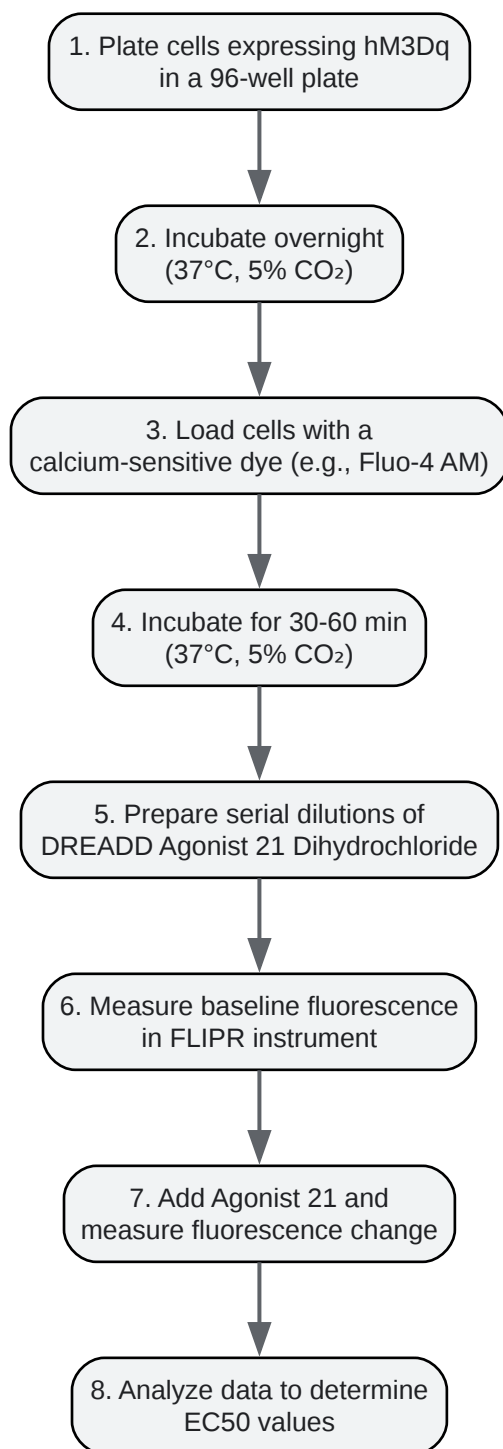 1. Plate cells expressing hM3Dq
in a 96-well plate
2. Incubate overnight
(37°C, 5% CO₂)
3. Load cells with a
calcium-sensitive dye (e.g., Fluo-4 AM)
4. Incubate for 30-60 min
(37°C, 5% CO₂)
5. Prepare serial dilutions of
DREADD Agonist 21 Dihydrochloride
6. Measure baseline fluorescence
in FLIPR instrument
7. Add Agonist 21 and
measure fluorescence change
8. Analyze data to determine
EC50 values